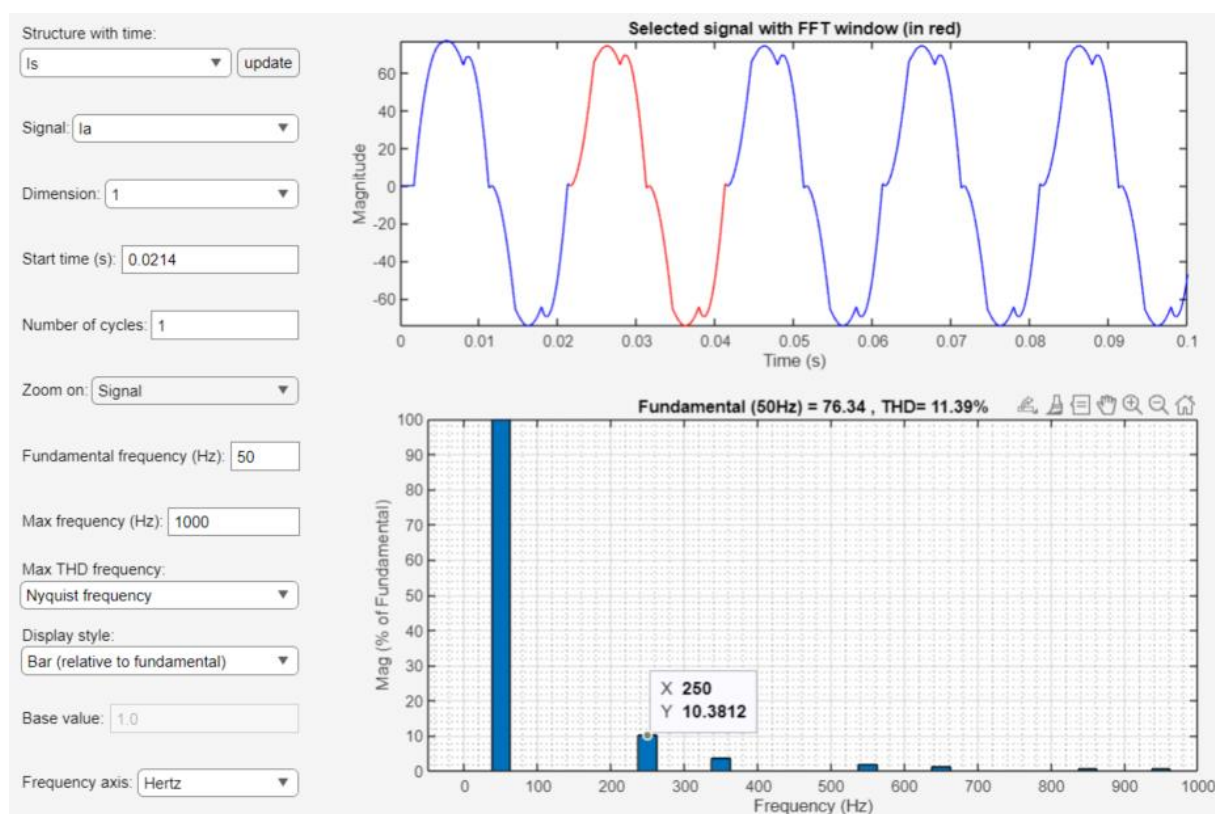 Structure with time:
Is
update
Signal: Ia
Dimension: 1
Start time (s): 0.0214
Number of cycles: 1
Zoom on: Signal
Fundamental frequency (Hz): 50
Max frequency (Hz): 1000
Max THD frequency:
Nyquist frequency
Display style:
Bar (relative to fundamental)
Base value: 1.0
Frequency axis: Hertz
Selected signal with FFT window (in red)
Magnitude
60
40
20
0
-20
-40
-60
0 0.01 0.02 0.03 0.04 0.05 0.06 0.07 0.08 0.09 0.1
Time (s)
Fundamental (50Hz) = 76.34 , THD= 11.39%
Mag (% of Fundamental)
100
90
80
70
60
50
40
30
20
10
0
X 250
Y 10.3812
0 100 200 300 400 500 600 700 800 900 1000
Frequency (Hz)